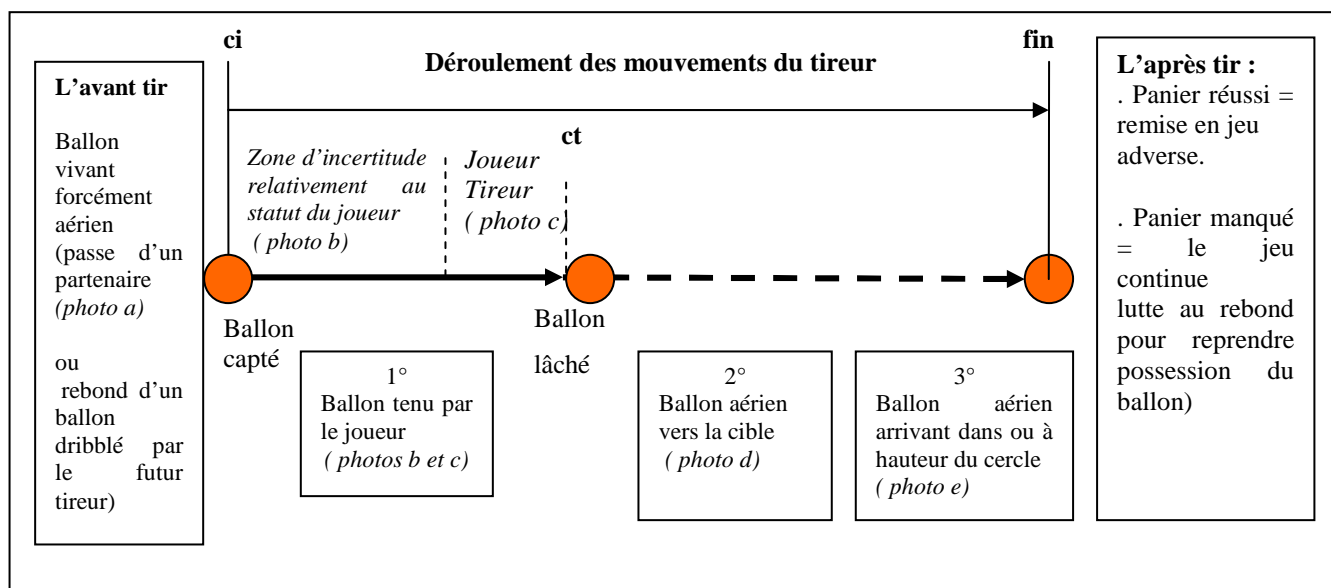 L'avant tir
Ballon
vivant
forcément
aérien
(passe d'un
partenaire
(photo a)
ou
rebond d'un
ballon
dribblé par
le futur
tireur)
ci
fin
Déroulement des mouvements du tireur
ct
Zone d'incertitude
relativement au
statut du joueur
( photo b)
Joueur
Tireur
( photo c)
Ballon
capté
Ballon
lâché
1°
Ballon tenu par
le joueur
( photos b et c)
2°
Ballon aérien
vers la cible
( photo d)
3°
Ballon aérien
arrivant dans ou à
hauteur du cercle
( photo e)
L'après tir :
. Panier réussi =
remise en jeu
adverse.
. Panier manqué
= le jeu
continue
lutte au rebond
pour reprendre
possession du
ballon)